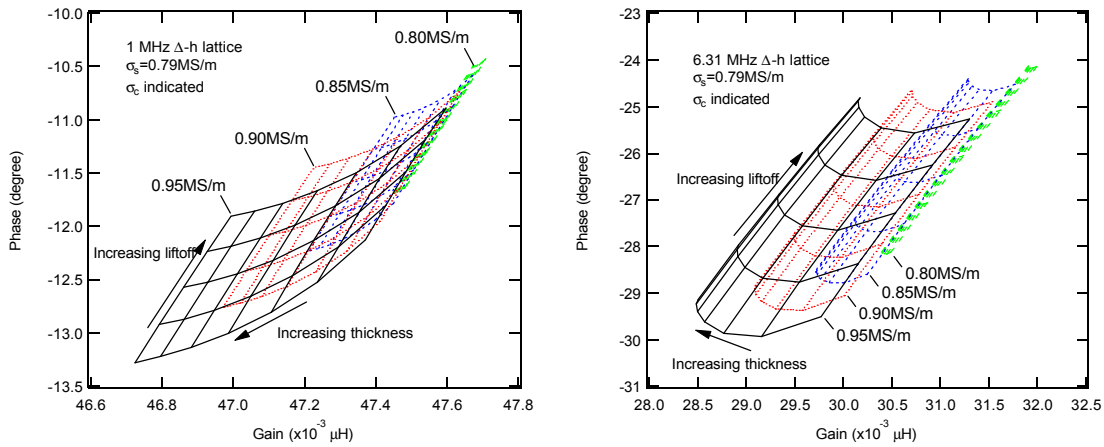 -10.0
-10.5
-11.0
-11.5
-12.0
-12.5
-13.0
-13.5
Phase (degree)
1 MHz Δ-h lattice
σs=0.79MS/m
σc indicated
0.80MS/m
0.85MS/m
0.90MS/m
0.95MS/m
Increasing liftoff
Increasing thickness
46.6
46.8
47.0
47.2
47.4
47.6
47.8
Gain (x10⁻³ μH)
-23
-24
-25
-26
-27
-28
-29
-30
-31
Phase (degree)
6.31 MHz Δ-h lattice
σs=0.79MS/m
σc indicated
Increasing liftoff
0.80MS/m
0.85MS/m
0.90MS/m
0.95MS/m
Increasing thickness
28.0
28.5
29.0
29.5
30.0
30.5
31.0
31.5
32.0
32.5
Gain (x10⁻³ μH)